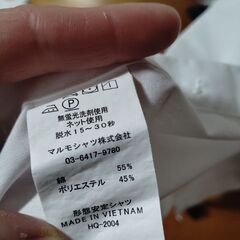 P
無蛍光洗剤使用
ネット使用
脱水15～30秒
マルモシャツ株式会社
03-6417-9780
綿 55%
ポリエステル 45%
形態安定シャツ
MADE IN VIETNAM
HQ-2004